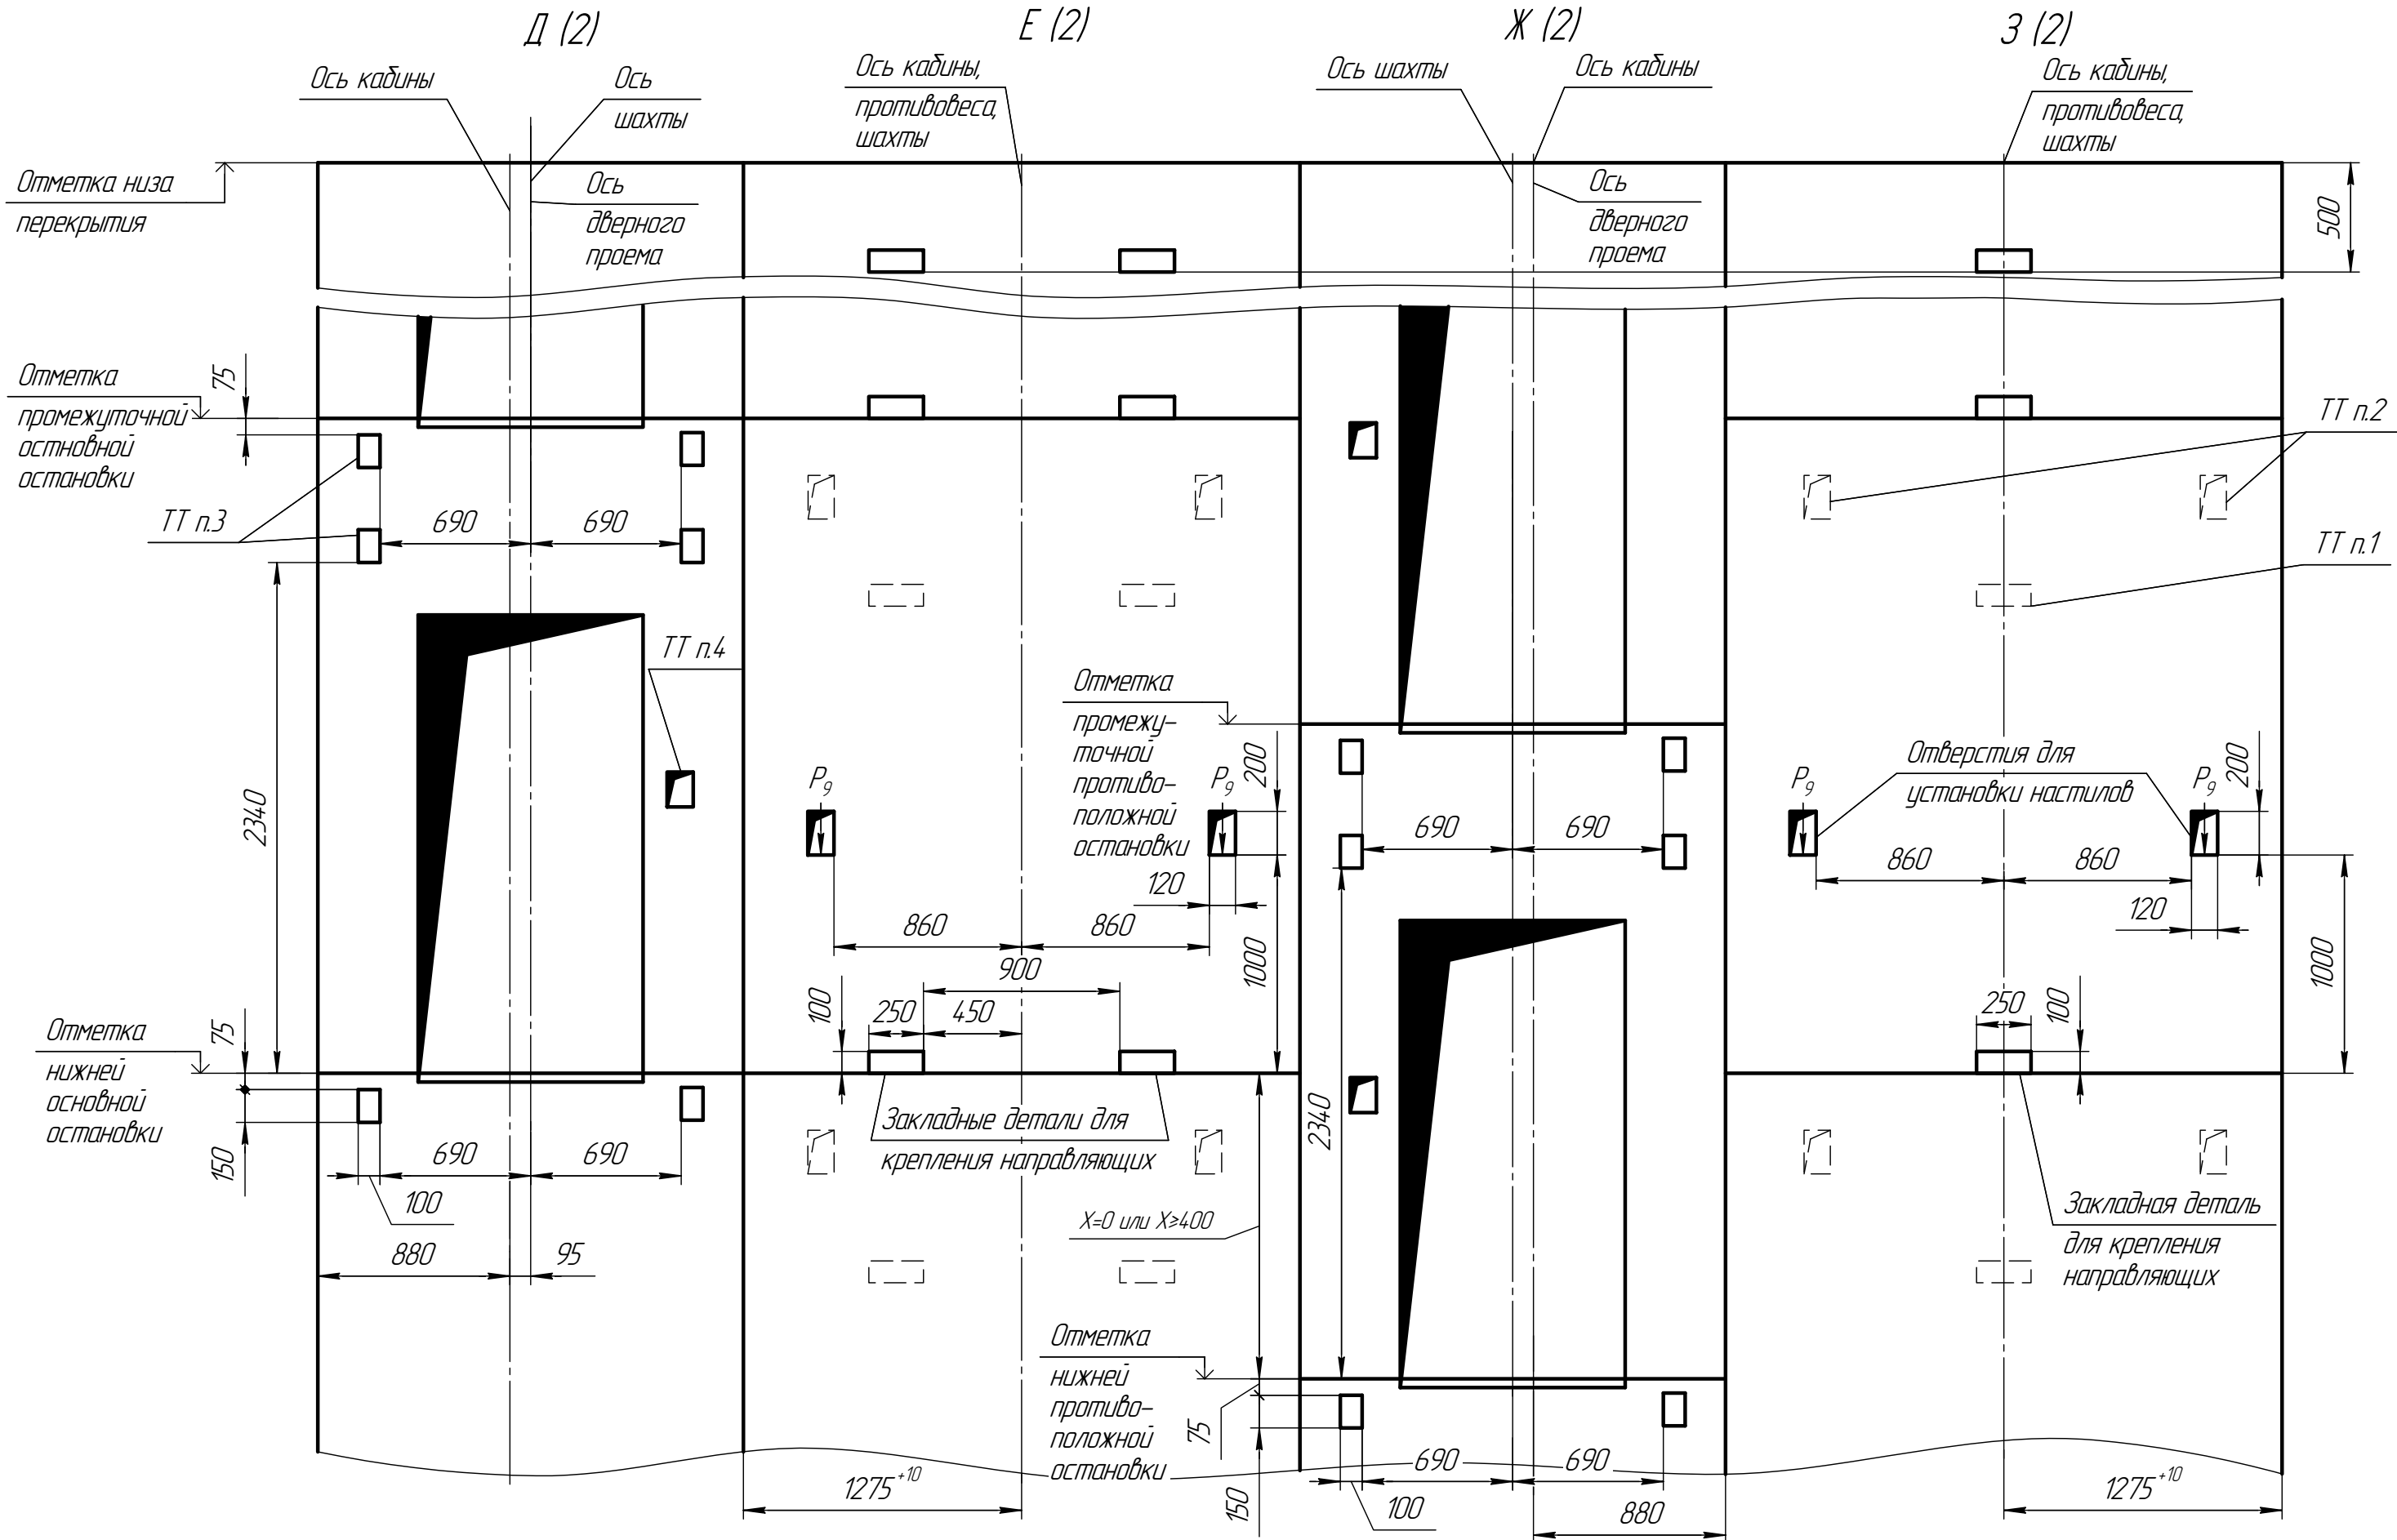 Д (2)
Е (2)
Ж (2)
З (2)
Ось кабины
Ось
шахты
Ось кабины,
противовеса,
шахты
Ось шахты
Ось кабины
Ось кабины,
противовеса,
шахты
Отметка низа
перекрытия
Ось
дверного
проема
Ось
дверного
проема
500
Отметка
промежуточной
остновной
остановки
75
ТТ п.3
690
690
ТТ п.2
ТТ п.1
2340
ТТ п.4
Отметка
промежу-
точной
противо-
положной
остановки
P9
P9
200
120
860
860
1000
900
100
250
450
690
690
2340
Отверстия для
установки настилов
P9
P9
200
860
860
120
1000
250
100
Отметка
нижней
основной
остановки
75
150
690
690
100
880
95
Закладные детали для
крепления направляющих
X=0 или X≥400
Закладная деталь
для крепления
направляющих
Отметка
нижней
противо-
положной
остановки
75
150
690
690
100
880
1275+10
1275+10